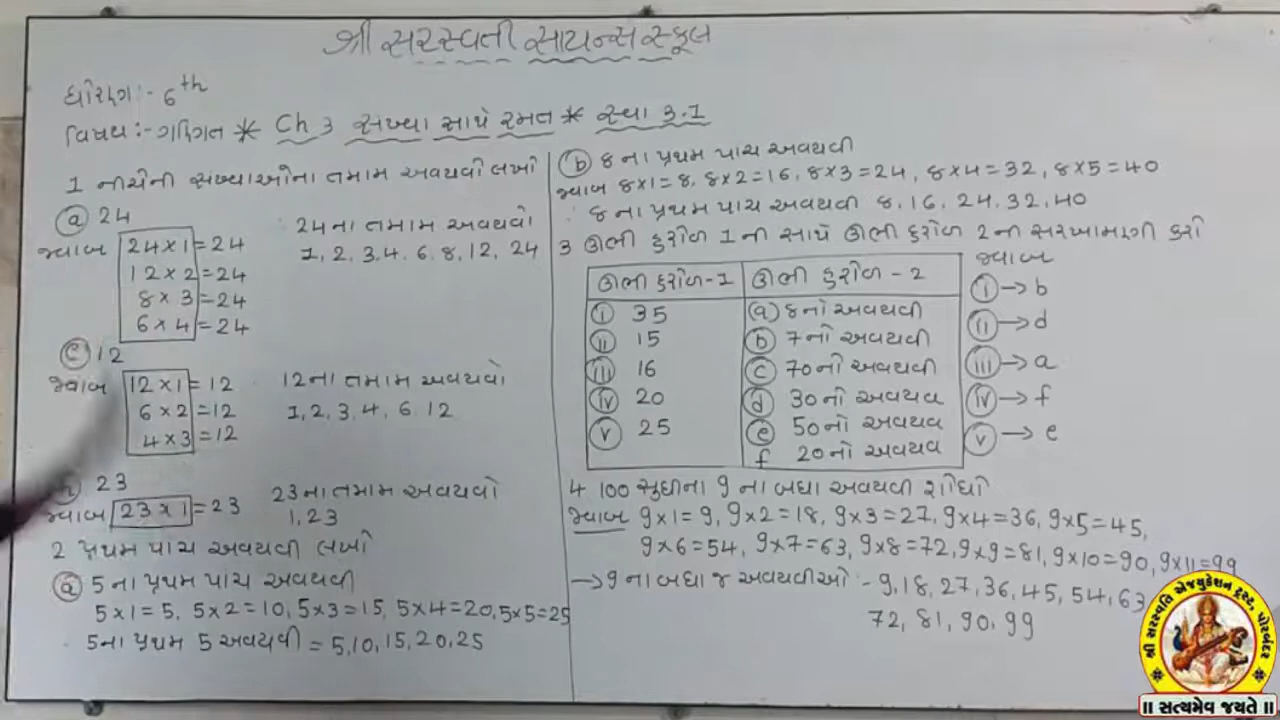 શ્રી સરસ્વતી સાયન્સ સ્કૂલ
ધોરણ:- 6th
વિષય:- ગણિત * Ch 3 સંખ્યા સાથે રમત * સ્વા 3.1
1 નીચેની સંખ્યાઓના તમામ અવયવો લખો
(a) 24
જવાબ 24×1=24
12×2=24
8×3=24
6×4=24
24ના તમામ અવયવો
1, 2, 3, 4, 6, 8, 12, 24
(c) 12
જવાબ 12×1=12
6×2=12
4×3=12
12ના તમામ અવયવો
1, 2, 3, 4, 6, 12
23
જવાબ 23×1=23
23ના તમામ અવયવો
1, 23
2 પ્રથમ પાચ અવયવી લખો
(a) 5ના પ્રથમ પાચ અવયવી
5×1=5, 5×2=10, 5×3=15, 5×4=20, 5×5=25
5ના પ્રથમ 5 અવયવી = 5,10,15,20,25
(b) 8ના પ્રથમ પાચ અવયવી
જવાબ 8×1=8, 8×2=16, 8×3=24, 8×4=32, 8×5=40
8ના પ્રથમ પાચ અવયવી 8, 16, 24, 32, 40
3 ઊભી હરોળ 1ની સાથે ઊભી હરોળ 2ની સરખામણી કરો
ઊભી હરોળ-1 ઊભી હરોળ - 2
(i) 35 (a) 8નો અવયવી
(ii) 15 (b) 7નો અવયવી
(iii) 16 (c) 70નો અવયવી
(iv) 20 (d) 30નો અવયવ
(v) 25 (e) 50નો અવયવ
f 20નો અવયવ
જવાબ
(i) → b
(ii) → d
(iii) → a
(iv) → f
(v) → e
4 100 સુધીના 9 ના બધા અવયવી શોધો
જવાબ 9×1=9, 9×2=18, 9×3=27, 9×4=36, 9×5=45,
9×6=54, 9×7=63, 9×8=72, 9×9=81, 9×10=90, 9×11=99
→ 9 ના બધા જ અવયવીઓ - 9, 18, 27, 36, 45, 54, 63
72, 81, 90, 99
શ્રી સરસ્વતિ એજ્યુકેશન ટ્રસ્ટ, પોરબંદર
॥ સત્યમેવ જયતે ॥